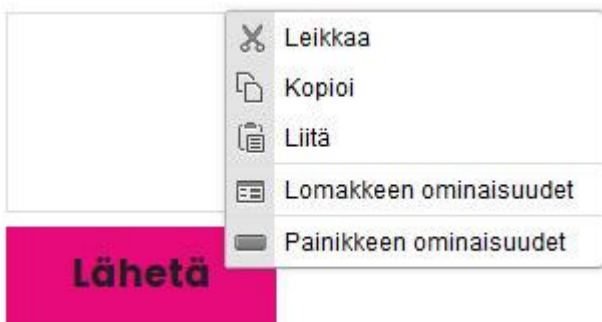 Leikkaa
Kopioi
Liitä
Lomakkeen ominaisuudet
Painikkeen ominaisuudet
Lähetä